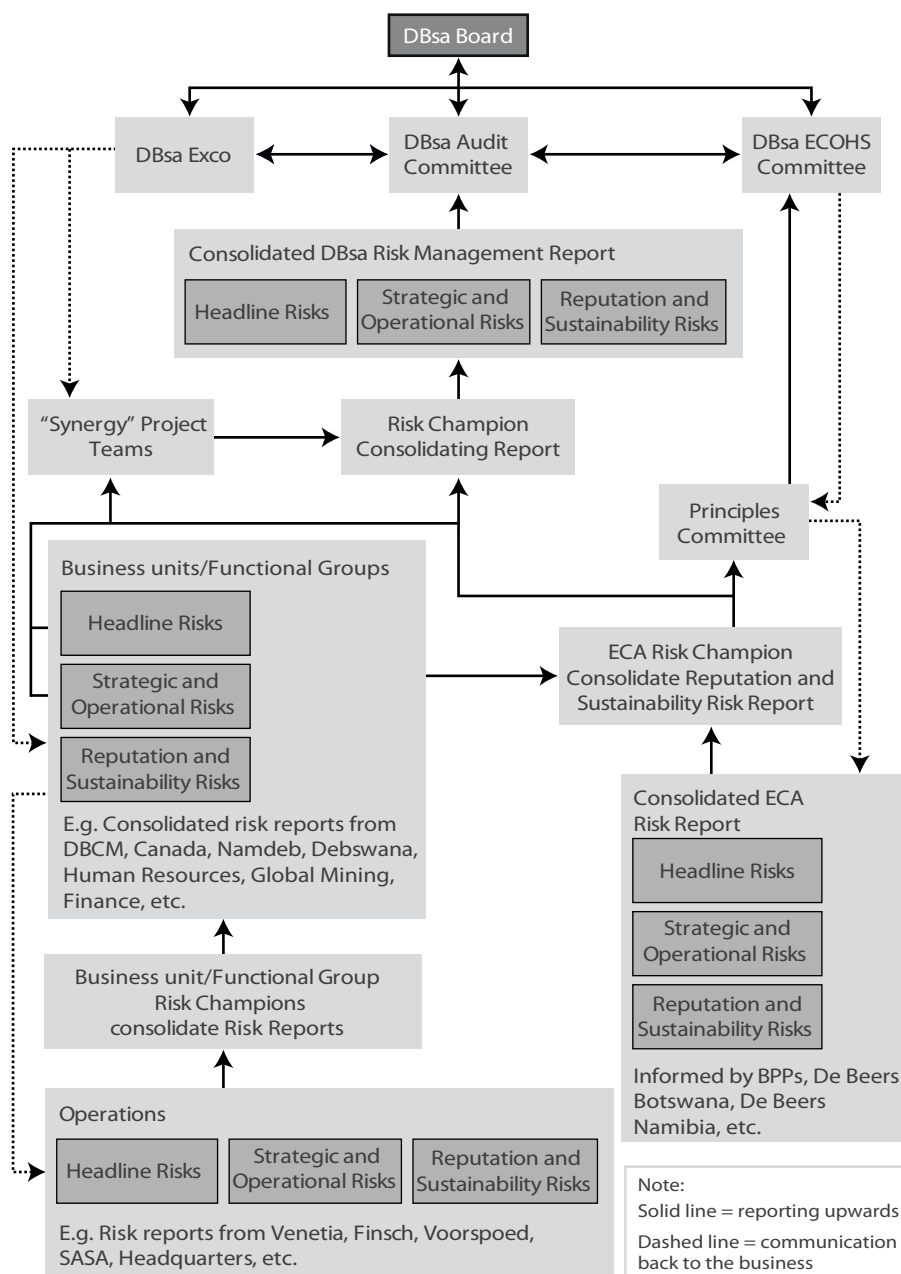 DBsa Board
DBsa Exco
DBsa Audit
Committee
DBsa ECOHS
Committee
Consolidated DBsa Risk Management Report
Headline Risks
Strategic and
Operational Risks
Reputation and
Sustainability Risks
“Synergy” Project
Teams
Risk Champion
Consolidating Report
Principles
Committee
Business units/Functional Groups
Headline Risks
Strategic and
Operational Risks
Reputation and
Sustainability Risks
E.g. Consolidated risk reports from
DBCM, Canada, Namdeb, Debswana,
Human Resources, Global Mining,
Finance, etc.
ECA Risk Champion
Consolidate Reputation and
Sustainability Risk Report
Consolidated ECA
Risk Report
Headline Risks
Strategic and
Operational Risks
Reputation and
Sustainability Risks
Informed by BPPs, De Beers
Botswana, De Beers
Namibia, etc.
Business unit/Functional Group
Risk Champions
consolidate Risk Reports
Operations
Headline Risks
Strategic and
Operational Risks
Reputation and
Sustainability Risks
E.g. Risk reports from Venetia, Finsch, Voorspoed,
SASA, Headquarters, etc.
Note:
Solid line = reporting upwards
Dashed line = communication
back to the business